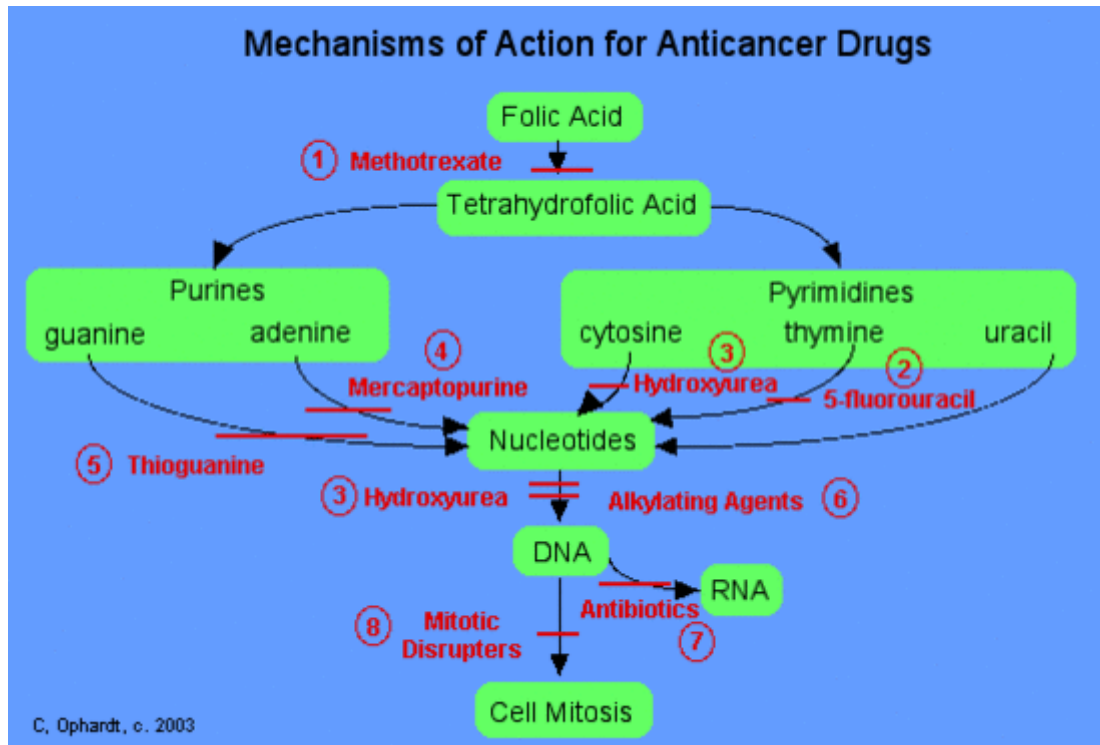 Mechanisms of Action for Anticancer Drugs
Folic Acid
1 Methotrexate
Tetrahydrofolic Acid
Purines
guanine adenine
Pyrimidines
cytosine thymine uracil
4
Mercaptopurine
3
Hydroxyurea
2
5-fluorouracil
Nucleotides
5 Thioguanine
3 Hydroxyurea
Alkylating Agents 6
DNA
RNA
Antibiotics
7
8 Mitotic
Disrupters
Cell Mitosis
C, Ophardt, c. 2003